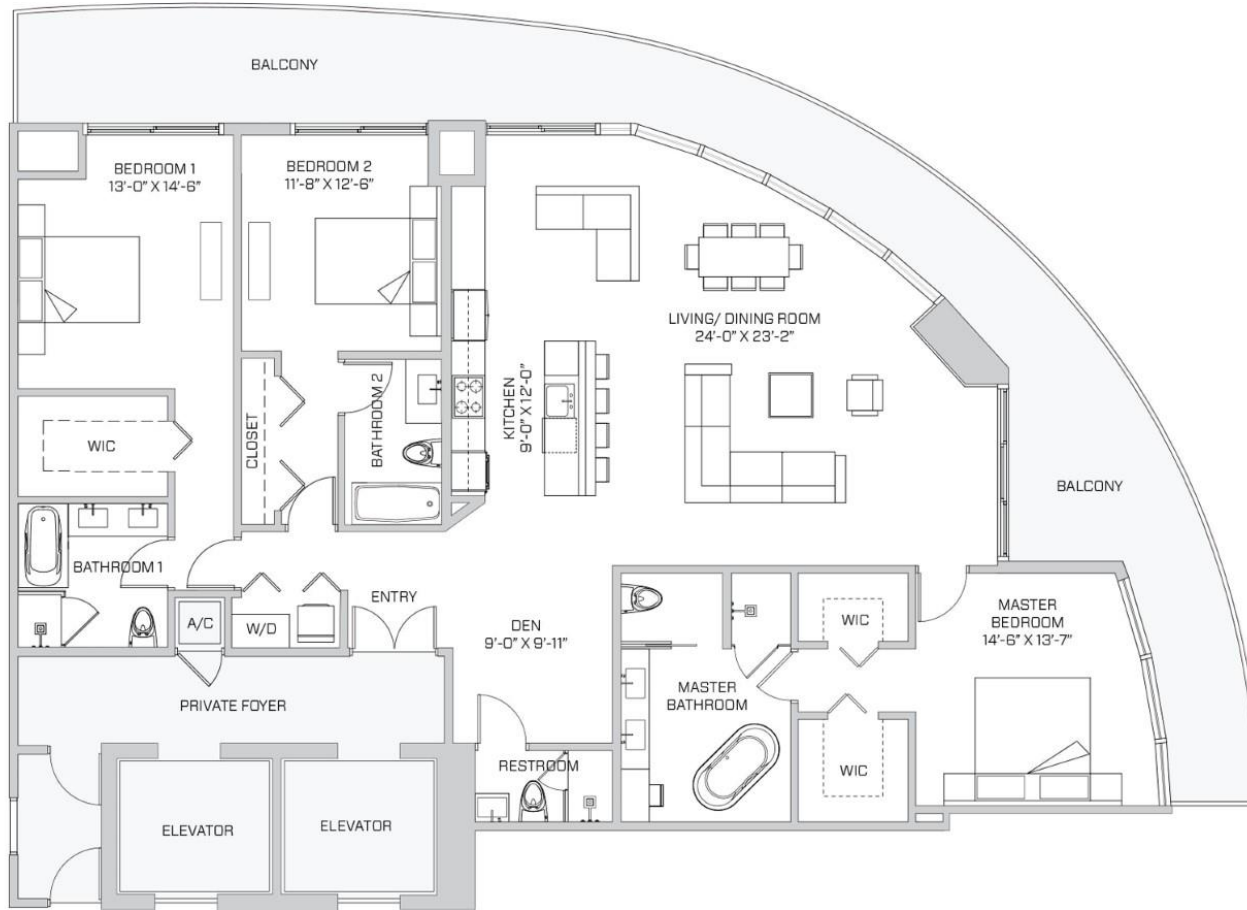 BALCONY
BEDROOM 1
13'-0" X 14'-6"
BEDROOM 2
11'-8" X 12'-6"
LIVING/ DINING ROOM
24'-0" X 23'-2"
KITCHEN
9'-0" X 12'-0"
WIC
CLOSET
BATHROOM 2
BALCONY
BATHROOM 1
A/C
W/D
ENTRY
DEN
9'-0" X 9'-11"
WIC
MASTER
BEDROOM
14'-6" X 13'-7"
MASTER
BATHROOM
PRIVATE FOYER
RESTROOM
WIC
ELEVATOR
ELEVATOR